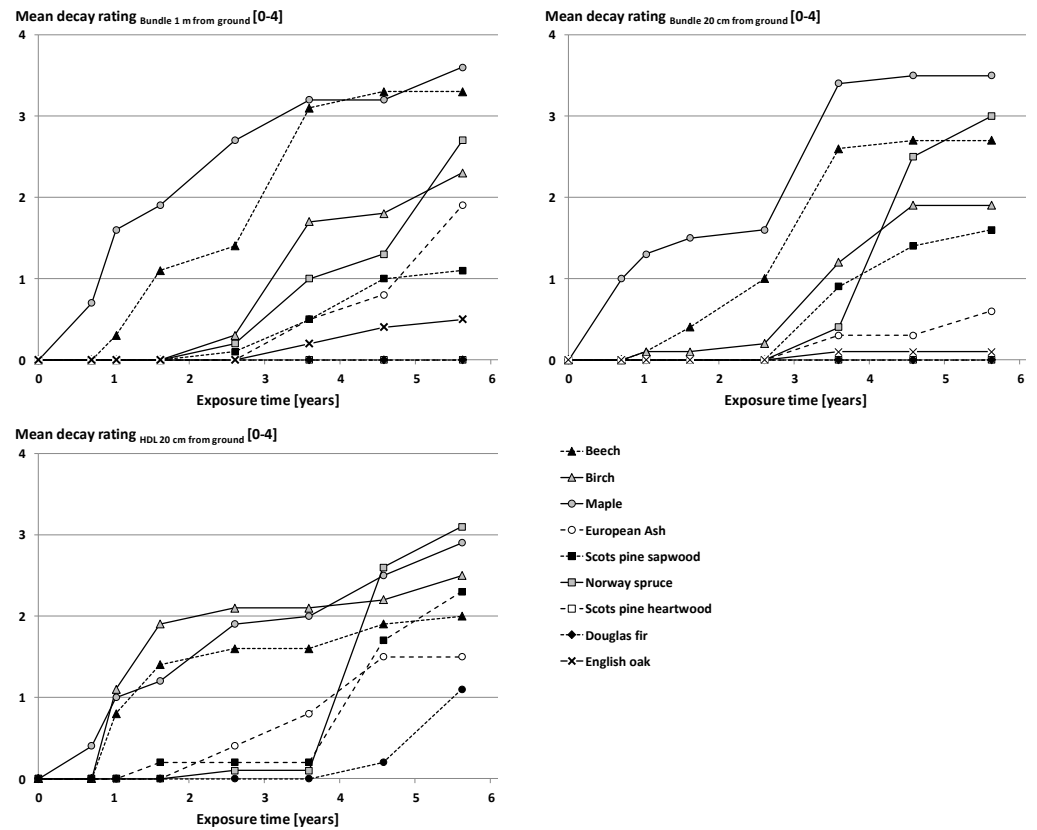 Mean decay rating Bundle 1 m from ground [0-4]
4
3
2
1
0
0 1 2 3 4 5 6
Exposure time [years]
Mean decay rating Bundle 20 cm from ground [0-4]
4
3
2
1
0
0 1 2 3 4 5 6
Exposure time [years]
Mean decay rating HDL 20 cm from ground [0-4]
4
3
2
1
0
0 1 2 3 4 5 6
Exposure time [years]
Beech
Birch
Maple
European Ash
Scots pine sapwood
Norway spruce
Scots pine heartwood
Douglas fir
English oak